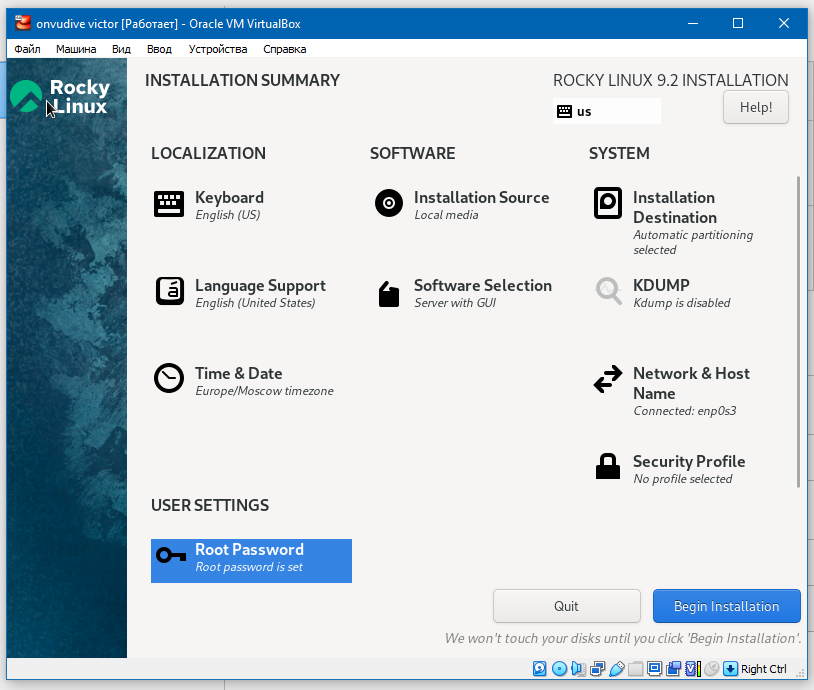 onvudive victor [Работает] - Oracle VM VirtualBox
Файл Машина Вид Ввод Устройства Справка
Rocky
Linux
INSTALLATION SUMMARY
ROCKY LINUX 9.2 INSTALLATION
us
Help!
LOCALIZATION
Keyboard
English (US)
Language Support
English (United States)
Time & Date
Europe/Moscow timezone
SOFTWARE
Installation Source
Local media
Software Selection
Server with GUI
SYSTEM
Installation
Destination
Automatic partitioning
selected
KDUMP
Kdump is disabled
Network & Host
Name
Connected: enp0s3
Security Profile
No profile selected
USER SETTINGS
Root Password
Root password is set
Quit
Begin Installation
We won't touch your disks until you click 'Begin Installation'.
Right Ctrl